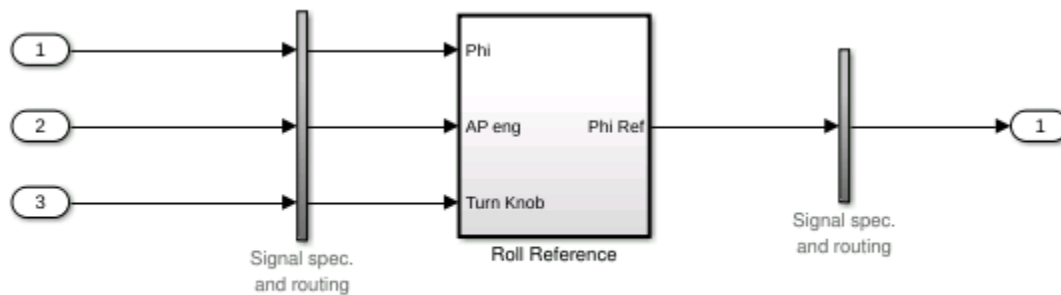 1
Phi
2
AP eng
Phi Ref
1
3
Turn Knob
Signal spec.
and routing
Roll Reference
Signal spec.
and routing